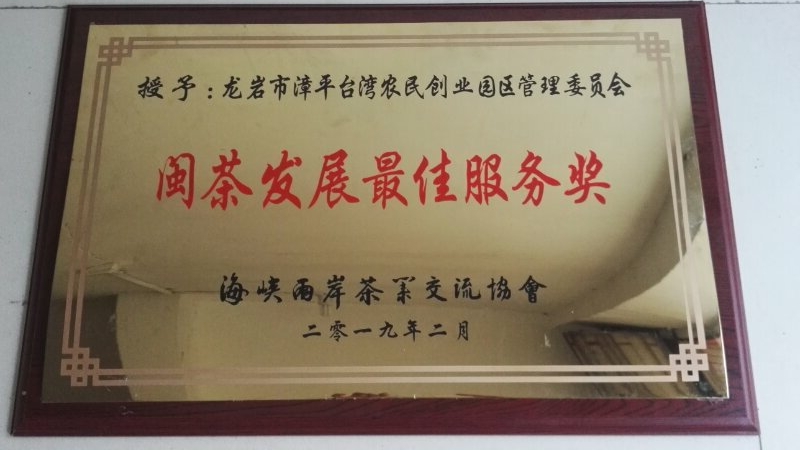 授予：龙岩市漳平台湾农民创业园区管理委员会
闽茶发展最佳服务奖
海峡两岸茶業交流协會
二零一九年二月